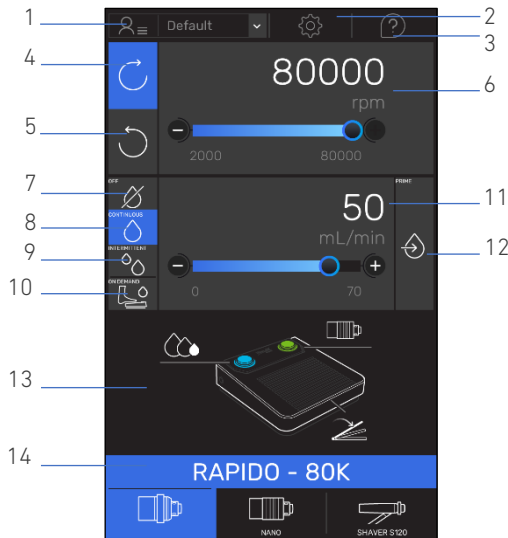 1
Default
2
3
4
80000
6
rpm
5
2000
80000
7
OFF
PRIME
50
11
8
CONTINUOUS
mL/min
12
9
INTERMITTENT
10
ON DEMAND
0
70
13
14
RAPIDO - 80K
NANO
SHAVER S120